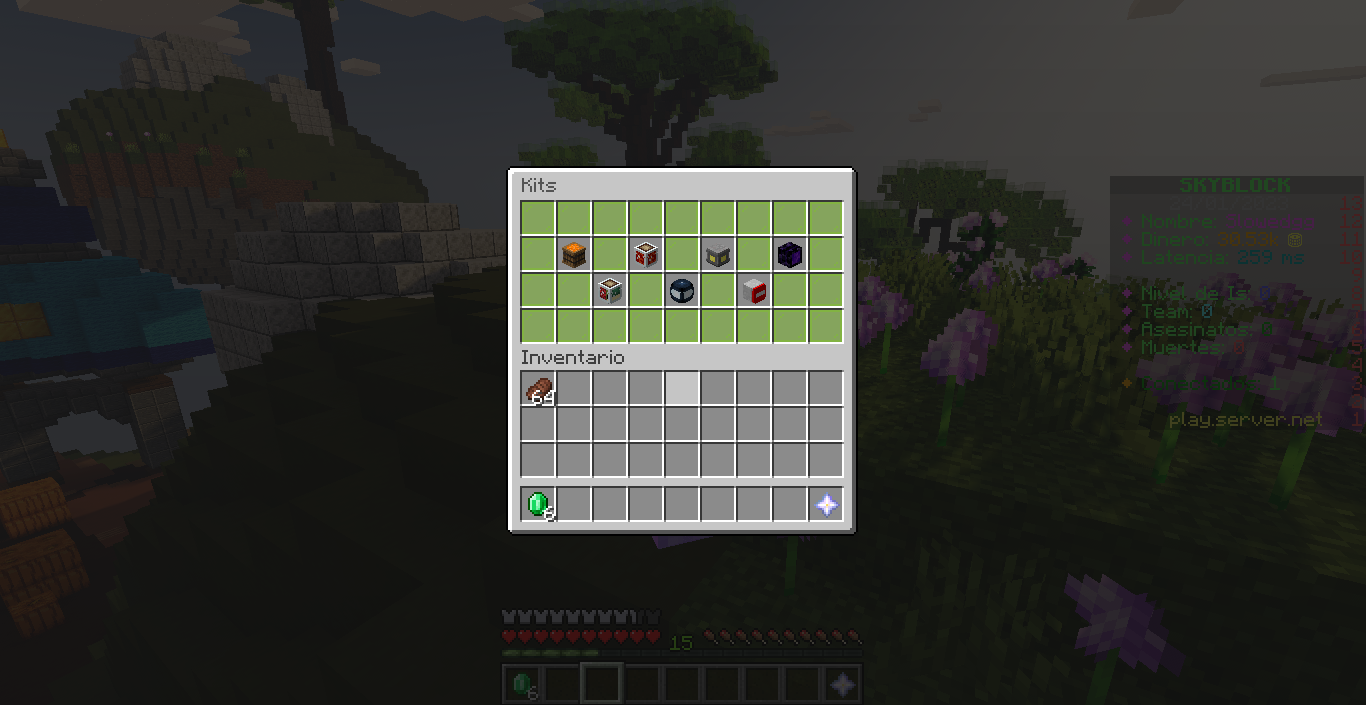 Kits
Inventario
64
6
SKYBLOCK
Nombre:
Dinero: 30.53k
Latencia: 259 ms
Nivel de Is: 0
Team: 0
Asesinatos: 0
Muertes: 0
Conectados: 1
play.server.net
15
6